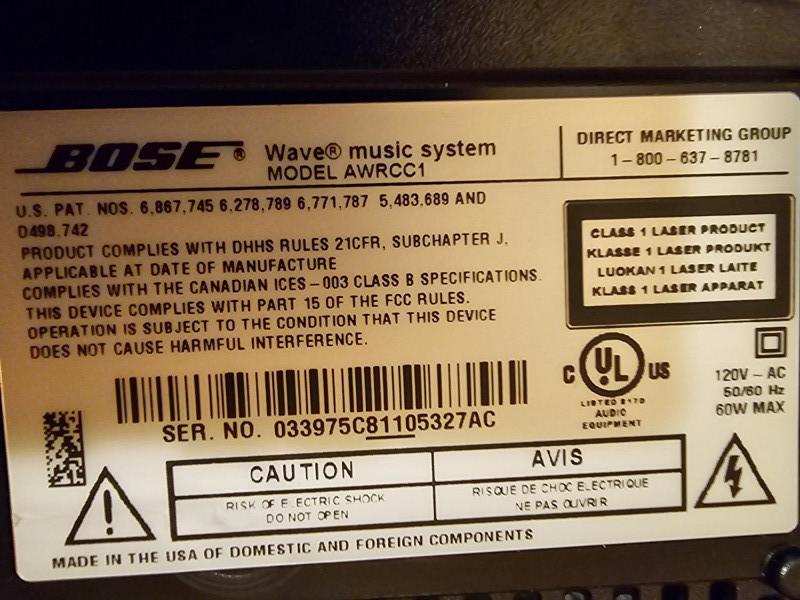 BOSE® Wave® music system
MODEL AWRCC1
DIRECT MARKETING GROUP
1-800-637-8781
U.S. PAT. NOS. 6,867,745 6,278,789 6,771,787 5,483,689 AND
D498,742
PRODUCT COMPLIES WITH DHHS RULES 21CFR, SUBCHAPTER J,
APPLICABLE AT DATE OF MANUFACTURE
COMPLIES WITH THE CANADIAN ICES-003 CLASS B SPECIFICATIONS.
THIS DEVICE COMPLIES WITH PART 15 OF THE FCC RULES.
OPERATION IS SUBJECT TO THE CONDITION THAT THIS DEVICE
DOES NOT CAUSE HARMFUL INTERFERENCE.
CLASS 1 LASER PRODUCT
KLASSE 1 LASER PRODUKT
LUOKAN 1 LASER LAITE
KLASS 1 LASER APPARAT
C UL US
LISTED 817D
AUDIO
EQUIPMENT
120V - AC
50/60 Hz
60W MAX
SER. NO. 033975C81105327AC
CAUTION
RISK OF ELECTRIC SHOCK
DO NOT OPEN
AVIS
RISQUE DE CHOC ELECTRIQUE
NE PAS OUVRIR
MADE IN THE USA OF DOMESTIC AND FOREIGN COMPONENTS